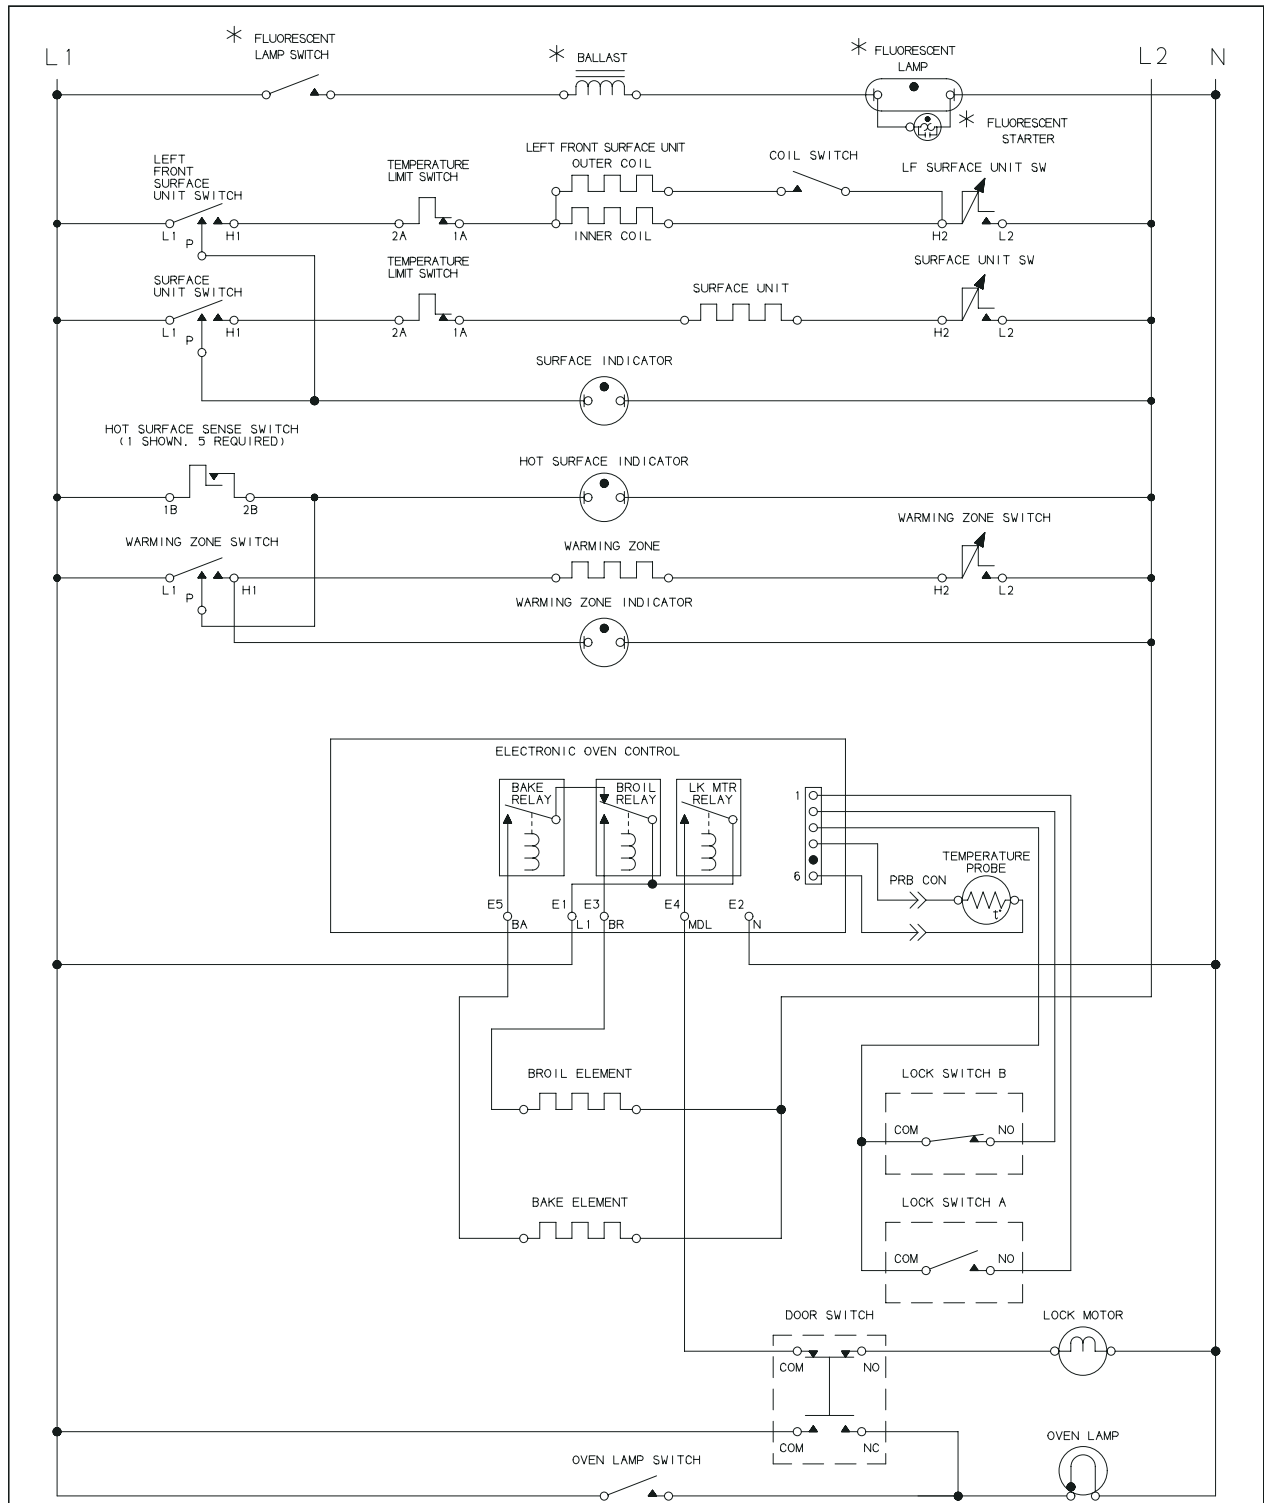 L1
* FLUORESCENT
LAMP SWITCH
* BALLAST
* FLUORESCENT
LAMP
L2
N
* FLUORESCENT
STARTER
LEFT
FRONT
SURFACE
UNIT SWITCH
TEMPERATURE
LIMIT SWITCH
LEFT FRONT SURFACE UNIT
OUTER COIL
COIL SWITCH
LF SURFACE UNIT SW
L1
H1
P
2A
1A
INNER COIL
H2
L2
SURFACE
UNIT SWITCH
TEMPERATURE
LIMIT SWITCH
SURFACE UNIT
SURFACE UNIT SW
L1
H1
P
2A
1A
H2
L2
SURFACE INDICATOR
HOT SURFACE SENSE SWITCH
(1 SHOWN, 5 REQUIRED)
HOT SURFACE INDICATOR
1B
2B
WARMING ZONE SWITCH
WARMING ZONE
WARMING ZONE SWITCH
L1
H1
P
H2
L2
WARMING ZONE INDICATOR
ELECTRONIC OVEN CONTROL
BAKE
RELAY
BROIL
RELAY
LK MTR
RELAY
1
6
PRB CON
TEMPERATURE
PROBE
t°
E5
E1
E3
E4
E2
BA
L1
BR
MDL
N
BROIL ELEMENT
LOCK SWITCH B
COM
NO
BAKE ELEMENT
LOCK SWITCH A
COM
NO
DOOR SWITCH
LOCK MOTOR
COM
NO
COM
NC
OVEN LAMP SWITCH
OVEN LAMP